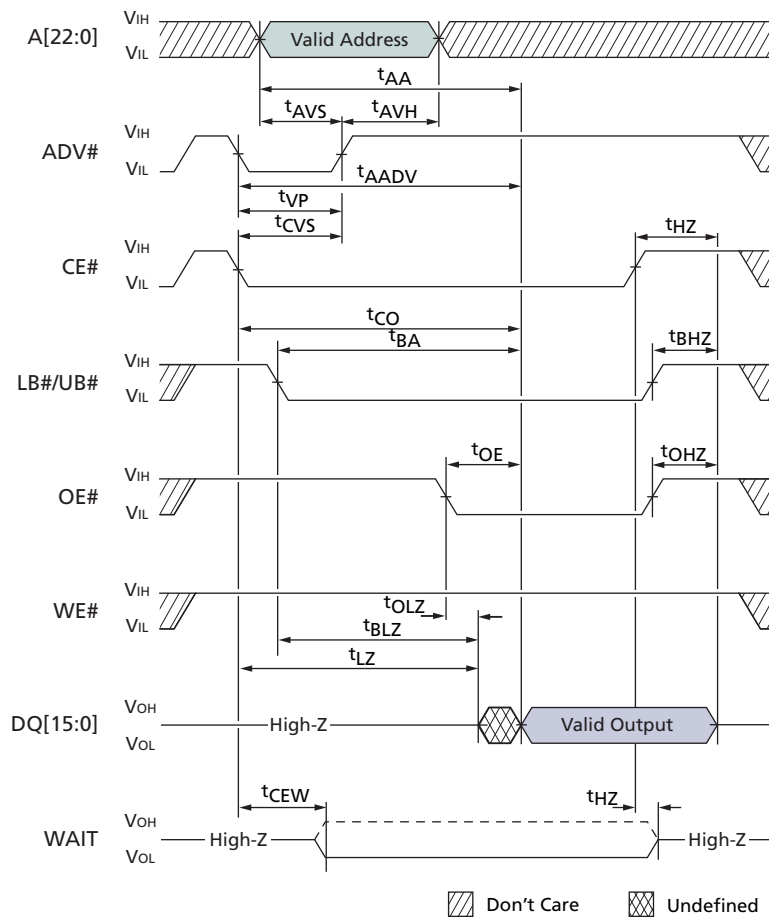 VIH
A[22:0] Valid Address
VIL
tAA
tAVS tAVH
VIH
ADV#
VIL
tAADV
tVP
tCVS
tHZ
VIH
CE#
VIL
tCO
tBA tBHZ
VIH
LB#/UB#
VIL
tOE tOHZ
VIH
OE#
VIL
VIH
WE#
VIL
tOLZ
tBLZ
tLZ
VOH
DQ[15:0] High-Z Valid Output
VOL
tCEW tHZ
VOH
WAIT High-Z High-Z
VOL
Don't Care Undefined